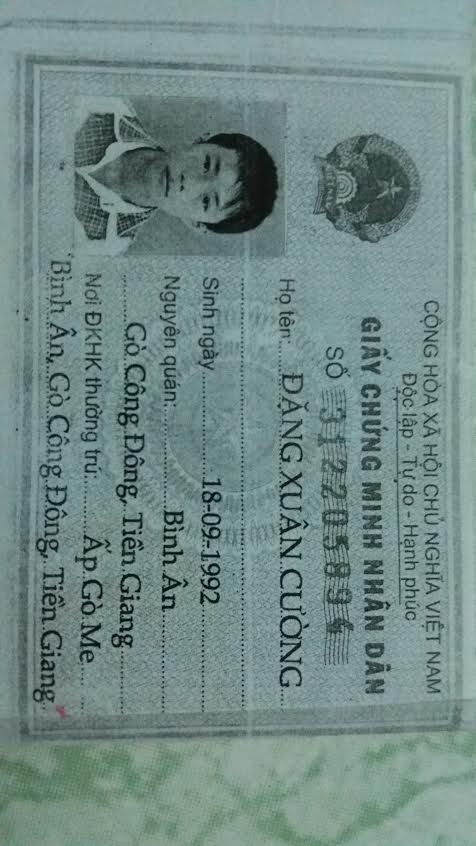 CỘNG HÒA XÃ HỘI CHỦ NGHĨA VIỆT NAM
Độc lập - Tự do - Hạnh phúc
GIẤY CHỨNG MINH NHÂN DÂN
SỐ 312205894
Họ tên: ĐẶNG XUÂN CƯỜNG
Sinh ngày 18-09-1992
Nguyên quán: Bình Ân
Gò Công Đông, Tiền Giang
Nơi ĐKHK thường trú: Ấp Gò Me
Bình Ân, Gò Công Đông, Tiền Giang